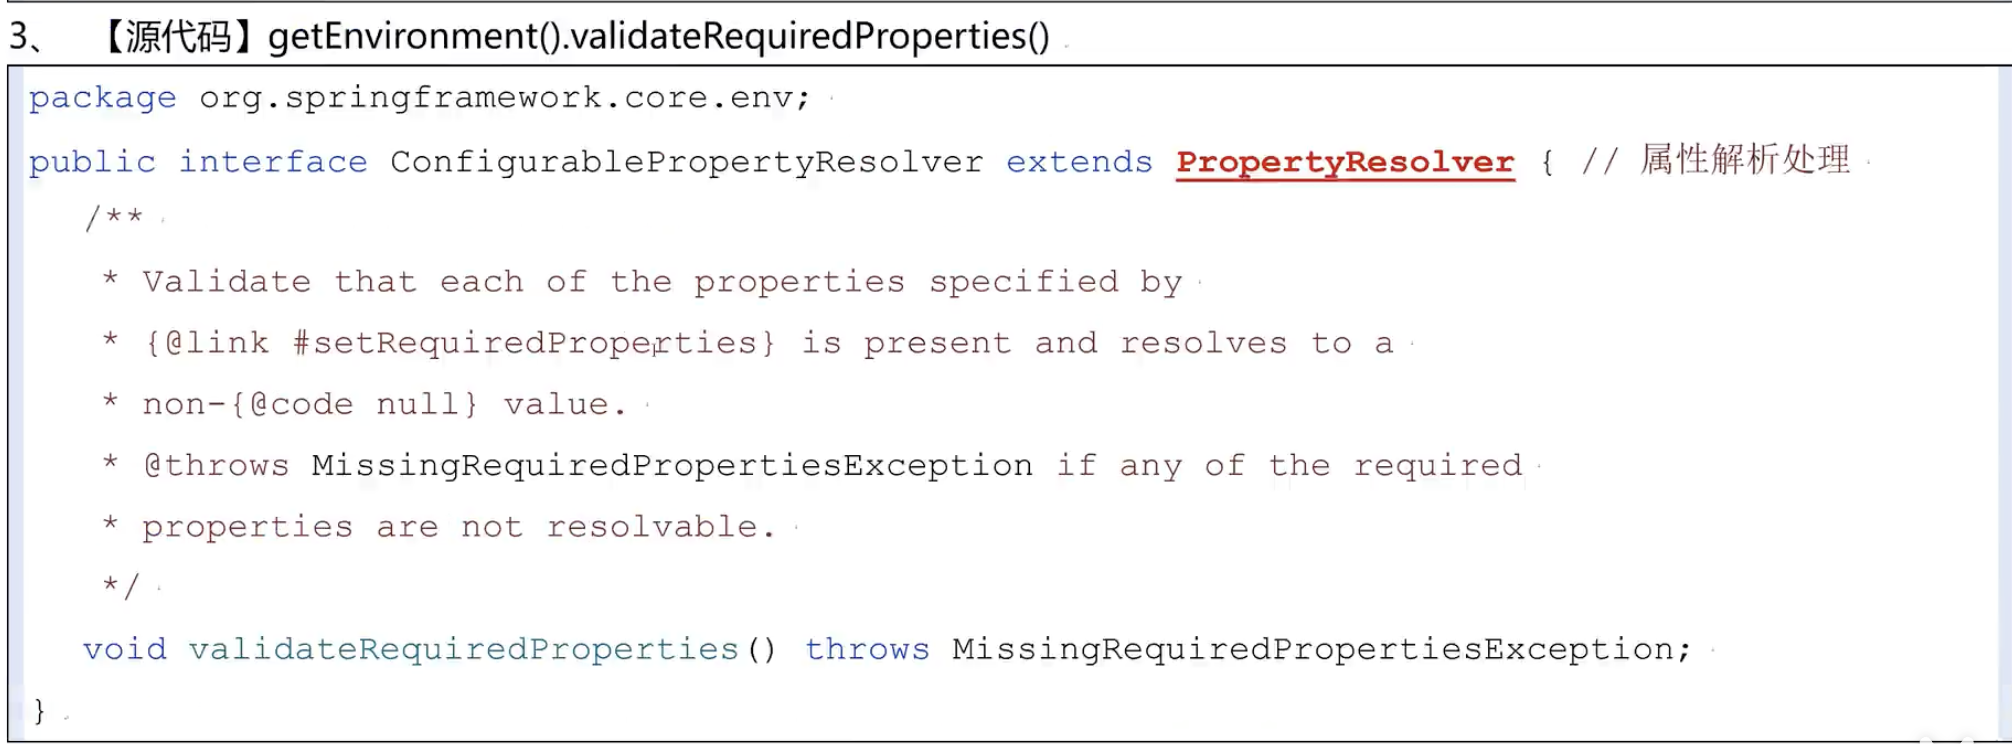 3、 【源代码】getEnvironment().validateRequiredProperties()
package org.springframework.core.env;
public interface ConfigurablePropertyResolver extends PropertyResolver { // 属性解析处理
/**
* Validate that each of the properties specified by
* {@link #setRequiredProperties} is present and resolves to a
* non-{@code null} value.
* @throws MissingRequiredPropertiesException if any of the required
* properties are not resolvable.
*/
void validateRequiredProperties() throws MissingRequiredPropertiesException;
}